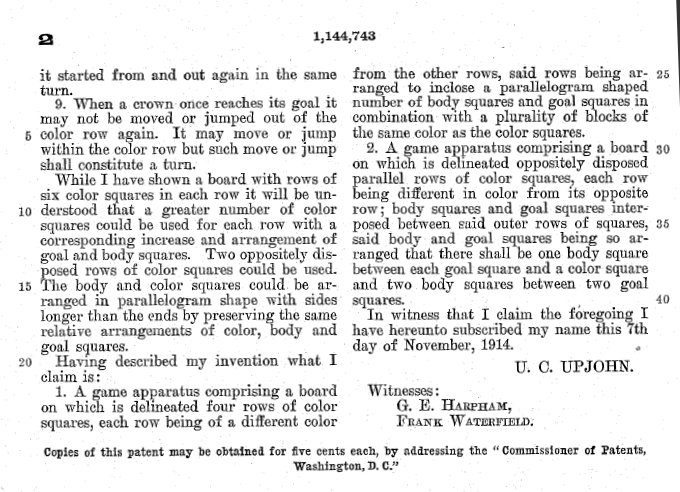 2
1,144,743
it started from and out again in the same
turn.
9. When a crown once reaches its goal it
may not be moved or jumped out of the
5 color row again. It may move or jump
within the color row but such move or jump
shall constitute a turn.
While I have shown a board with rows of
six color squares in each row it will be un-
10 derstood that a greater number of color
squares could be used for each row with a
corresponding increase and arrangement of
goal and body squares. Two oppositely dis-
posed rows of color squares could be used.
15 The body and color squares could be ar-
ranged in parallelogram shape with sides
longer than the ends by preserving the same
relative arrangements of color, body and
goal squares.
20 Having described my invention what I
claim is:
1. A game apparatus comprising a board
on which is delineated four rows of color
squares, each row being of a different color
from the other rows, said rows being ar- 25
ranged to inclose a parallelogram shaped
number of body squares and goal squares in
combination with a plurality of blocks of
the same color as the color squares.
2. A game apparatus comprising a board 30
on which is delineated oppositely disposed
parallel rows of color squares, each row
being different in color from its opposite
row; body squares and goal squares inter-
posed between said outer rows of squares, 35
said body and goal squares being so ar-
ranged that there shall be one body square
between each goal square and a color square
and two body squares between two goal
squares. 40
In witness that I claim the foregoing I
have hereunto subscribed my name this 7th
day of November, 1914.
U. C. UPJOHN.
Witnesses:
G. E. HARPHAM,
FRANK WATERFIELD.
Copies of this patent may be obtained for five cents each, by addressing the "Commissioner of Patents,
Washington, D. C."